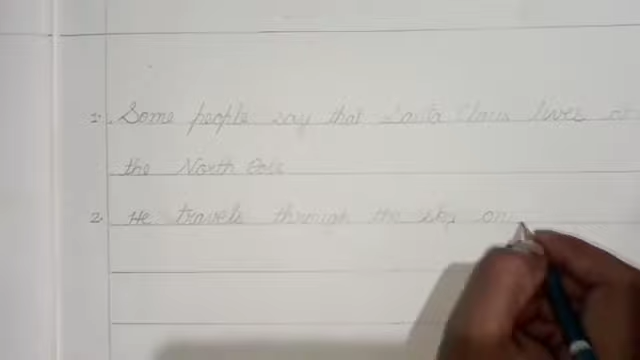 1. Some people say that Santa Claus lives at
the North Pole
2. He travels through the sky on